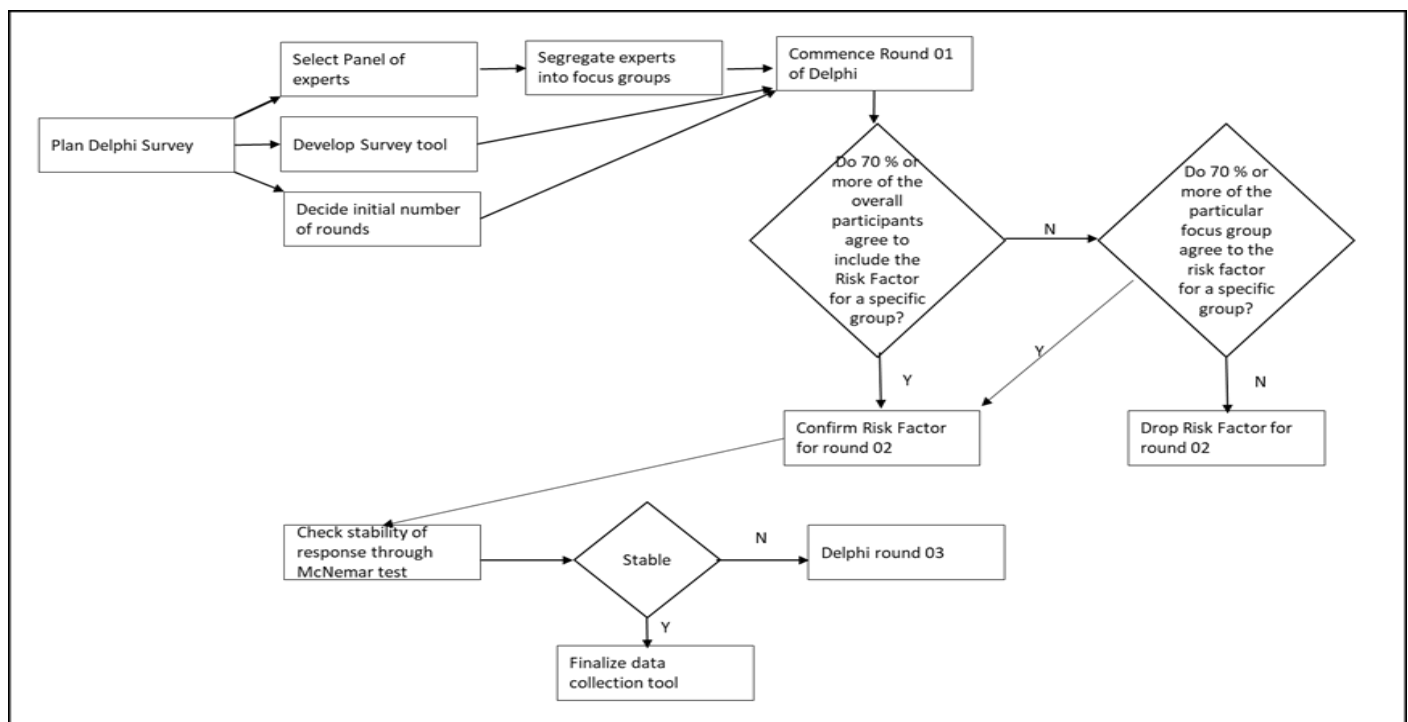 Select Panel of
experts
Segregate experts
into focus groups
Commence Round 01
of Delphi
Plan Delphi Survey
Develop Survey tool
Decide initial number
of rounds
Do 70 % or
more of the
overall
participants
agree to
include the
Risk Factor
for a specific
group?
N
Do 70 % or
more of the
particular
focus group
agree to the
risk factor
for a specific
group?
Y
Y
N
Confirm Risk Factor
for round 02
Drop Risk Factor for
round 02
Check stability of
response through
McNemar test
Stable
N
Delphi round 03
Y
Finalize data
collection tool